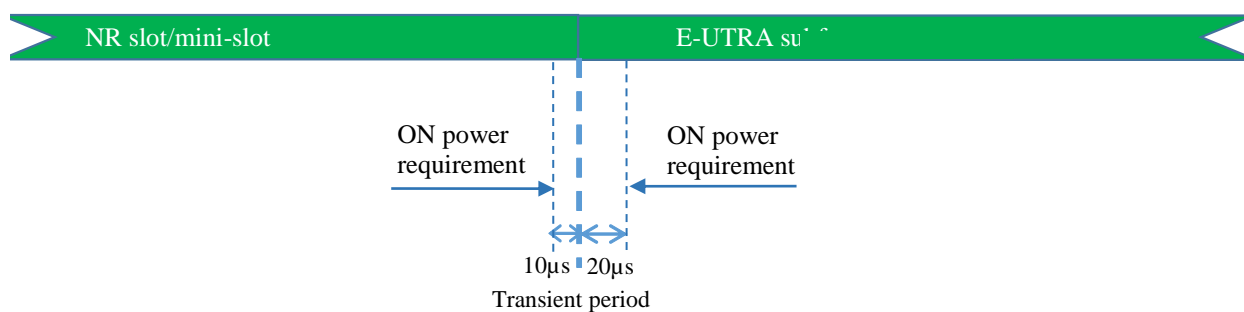 NR slot/mini-slot
E-UTRA
ON power
requirement
ON power
requirement
10µs
20µs
Transient period